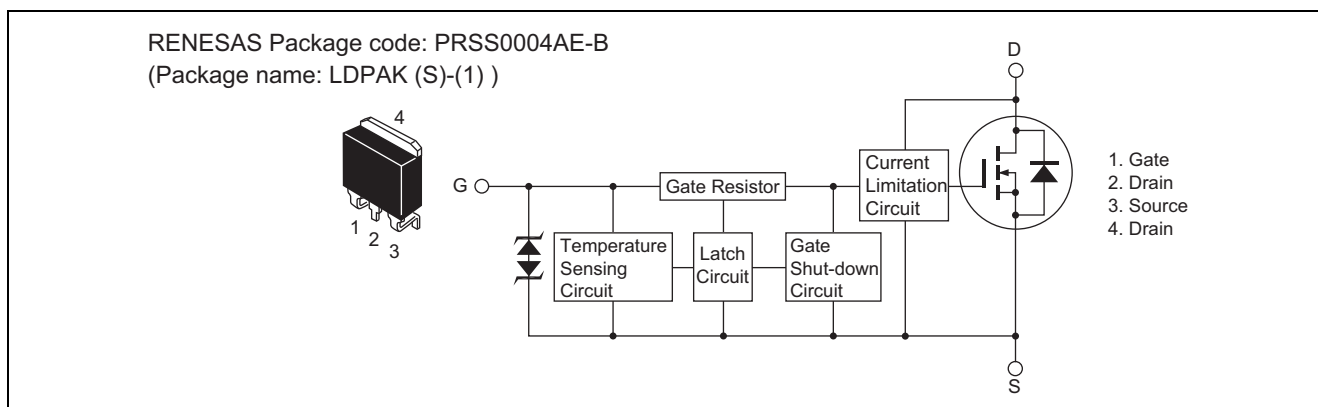 RENESAS Package code: PRSS0004AE-B
(Package name: LDPAK (S)-(1) )
4
1
2
3
G
D
Gate Resistor
Current
Limitation
Circuit
Temperature
Sensing
Circuit
Latch
Circuit
Gate
Shut-down
Circuit
S
1. Gate
2. Drain
3. Source
4. Drain